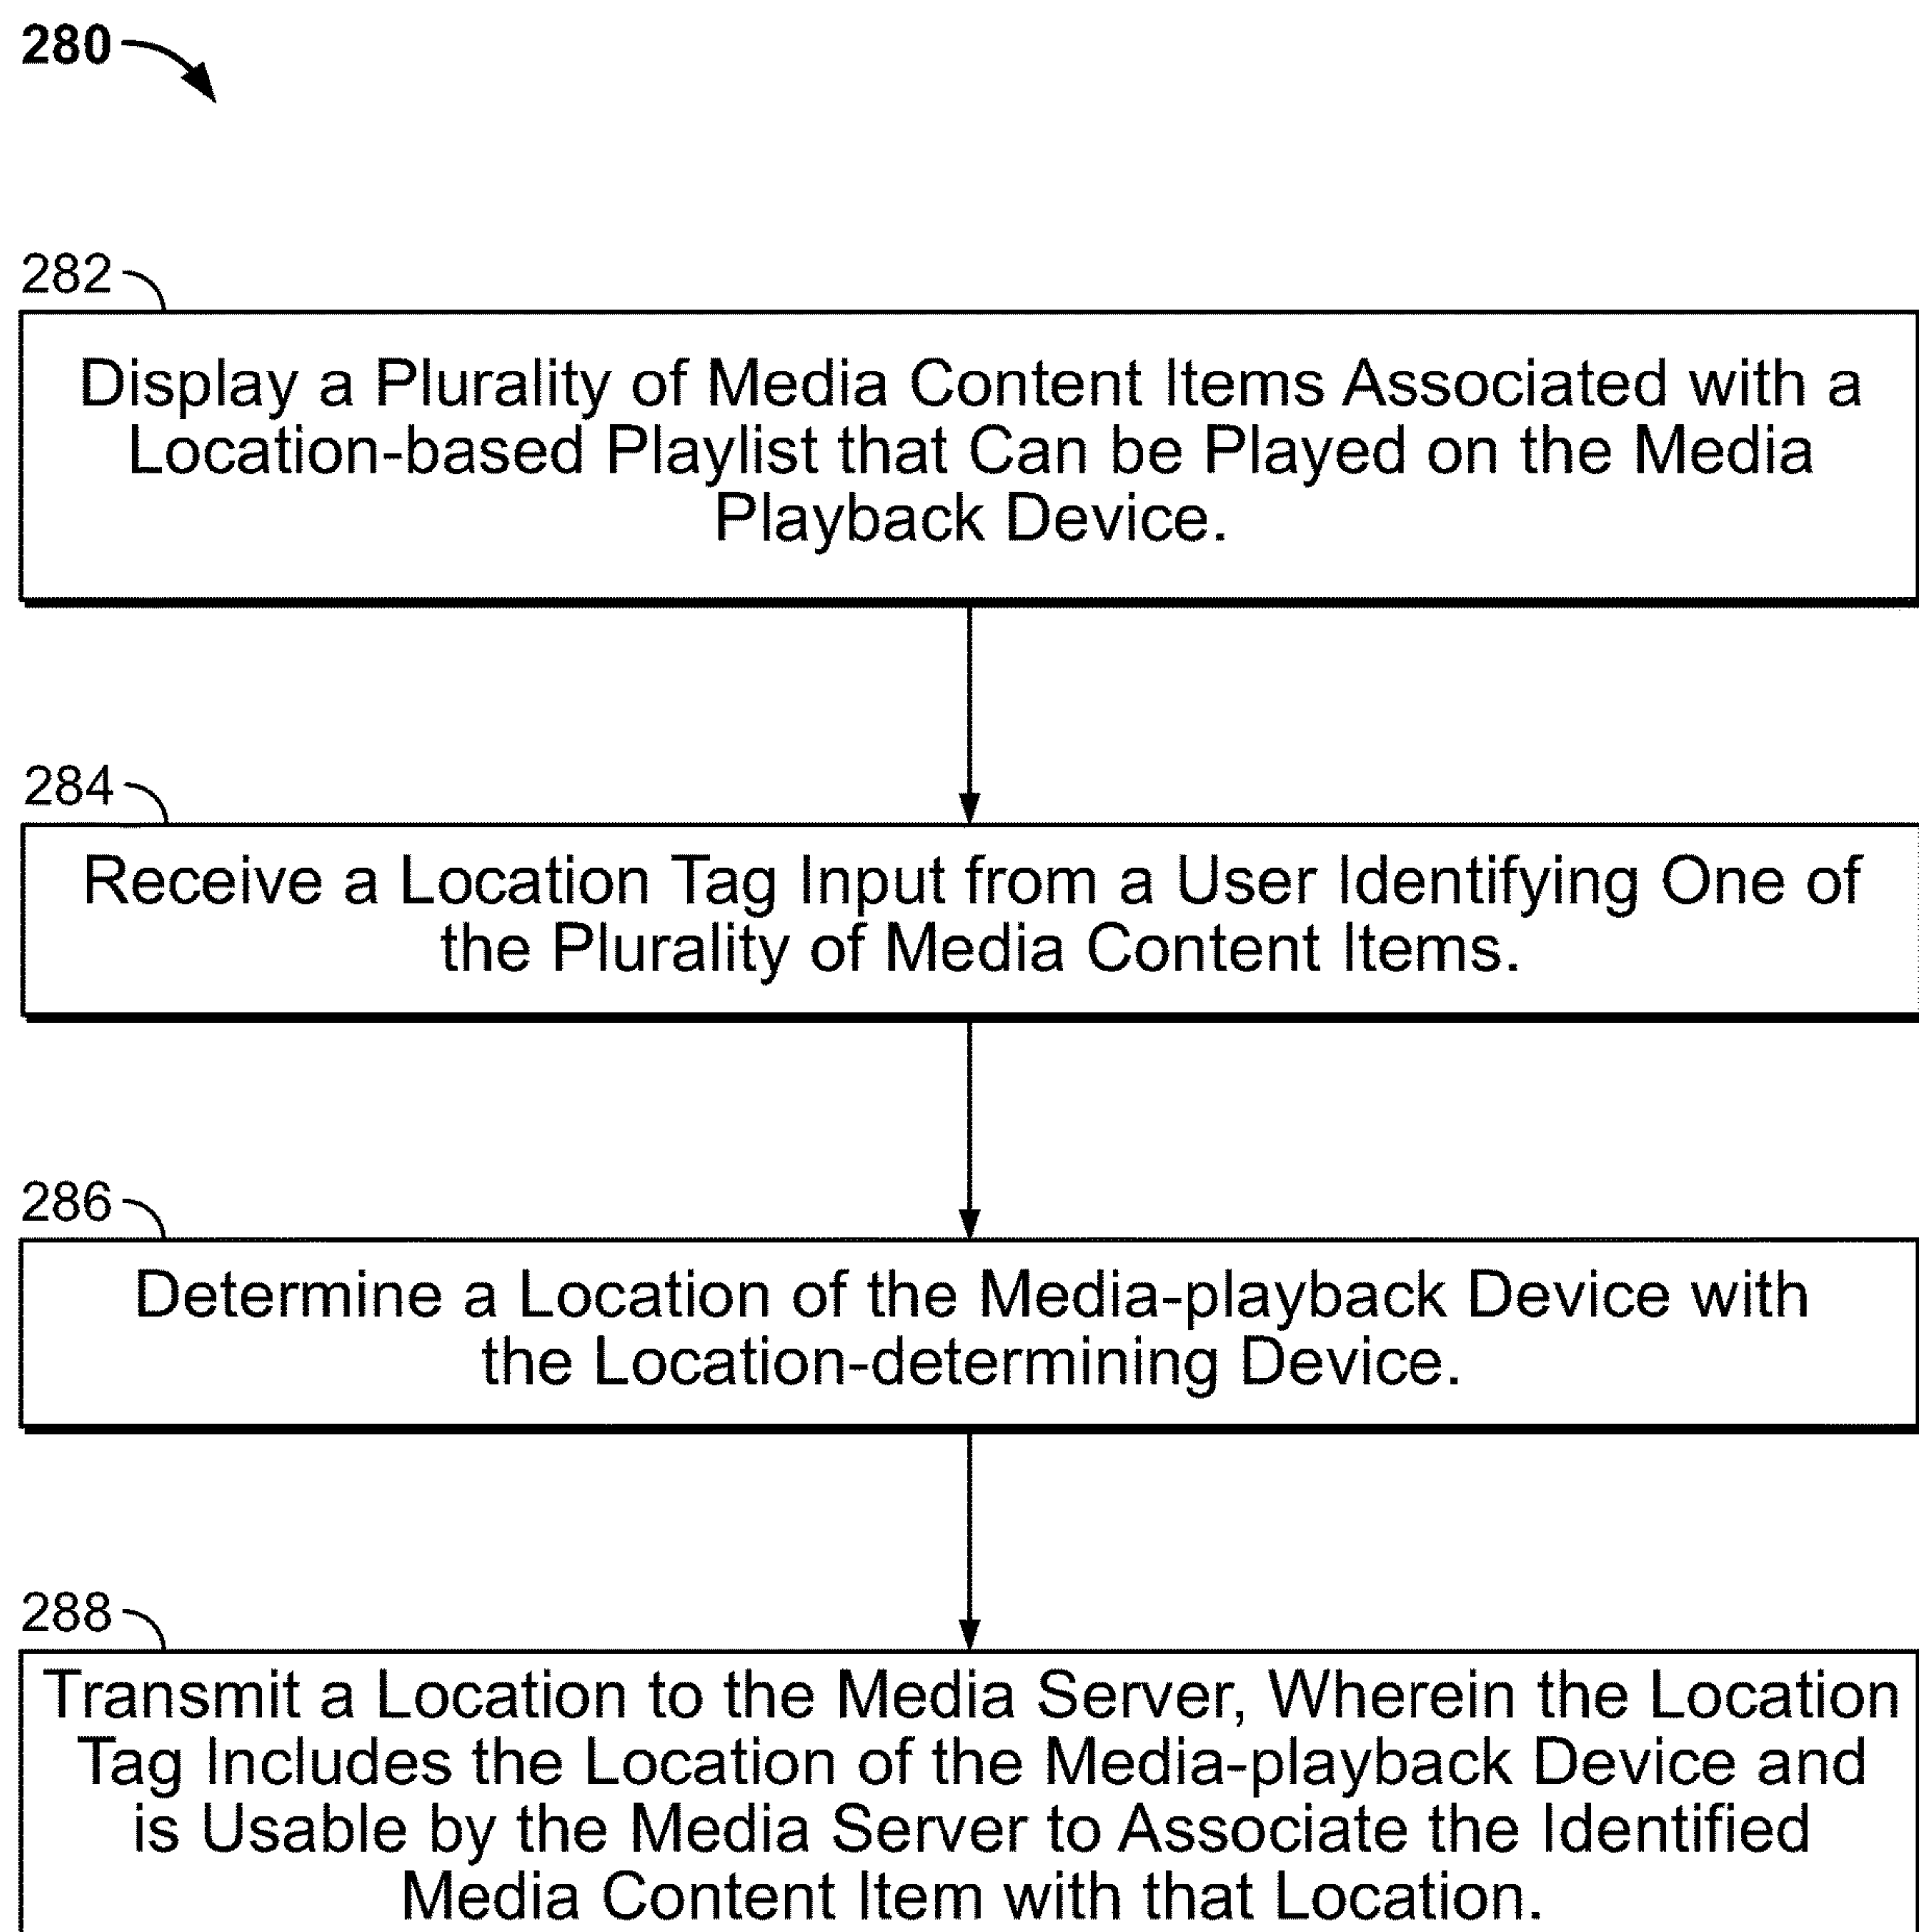 280
282
Display a Plurality of Media Content Items Associated with a
Location-based Playlist that Can be Played on the Media
Playback Device.
284
Receive a Location Tag Input from a User Identifying One of
the Plurality of Media Content Items.
286
Determine a Location of the Media-playback Device with
the Location-determining Device.
288
Transmit a Location to the Media Server, Wherein the Location
Tag Includes the Location of the Media-playback Device and
is Usable by the Media Server to Associate the Identified
Media Content Item with that Location.